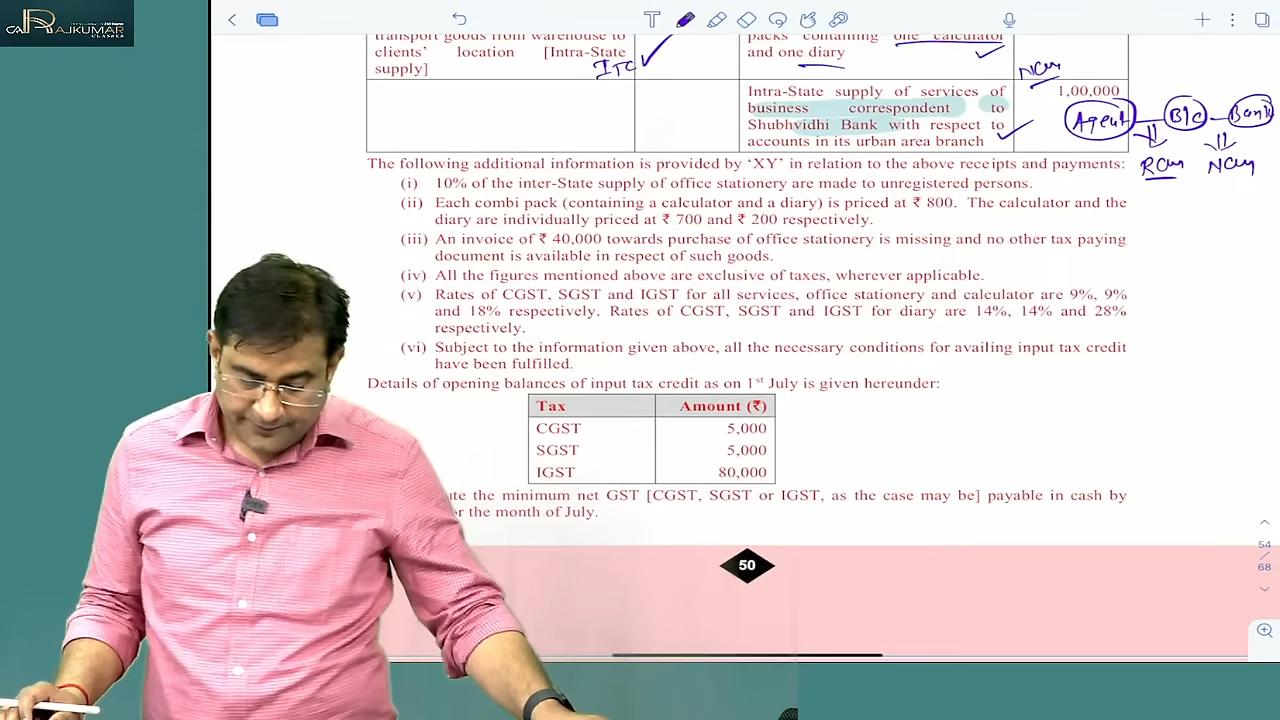 CA RAJKUMAR
CLASSES
transport goods from warehouse to
clients' location [Intra-State
supply]
ITC
packs containing one calculator
and one diary
NCM
Intra-State supply of services of
business correspondent to
Shubhvidhi Bank with respect to
accounts in its urban area branch
1,00,000
Agent
B/c
Bank
RCM
NCM
The following additional information is provided by 'XY' in relation to the above receipts and payments:
(i) 10% of the inter-State supply of office stationery are made to unregistered persons.
(ii) Each combi pack (containing a calculator and a diary) is priced at ₹ 800. The calculator and the
diary are individually priced at ₹ 700 and ₹ 200 respectively.
(iii) An invoice of ₹ 40,000 towards purchase of office stationery is missing and no other tax paying
document is available in respect of such goods.
(iv) All the figures mentioned above are exclusive of taxes, wherever applicable.
(v) Rates of CGST, SGST and IGST for all services, office stationery and calculator are 9%, 9%
and 18% respectively. Rates of CGST, SGST and IGST for diary are 14%, 14% and 28%
respectively.
(vi) Subject to the information given above, all the necessary conditions for availing input tax credit
have been fulfilled.
Details of opening balances of input tax credit as on 1st July is given hereunder:
Tax Amount (₹)
CGST 5,000
SGST 5,000
IGST 80,000
ute the minimum net GST [CGST, SGST or IGST, as the case may be] payable in cash by
or the month of July.
50
54
68